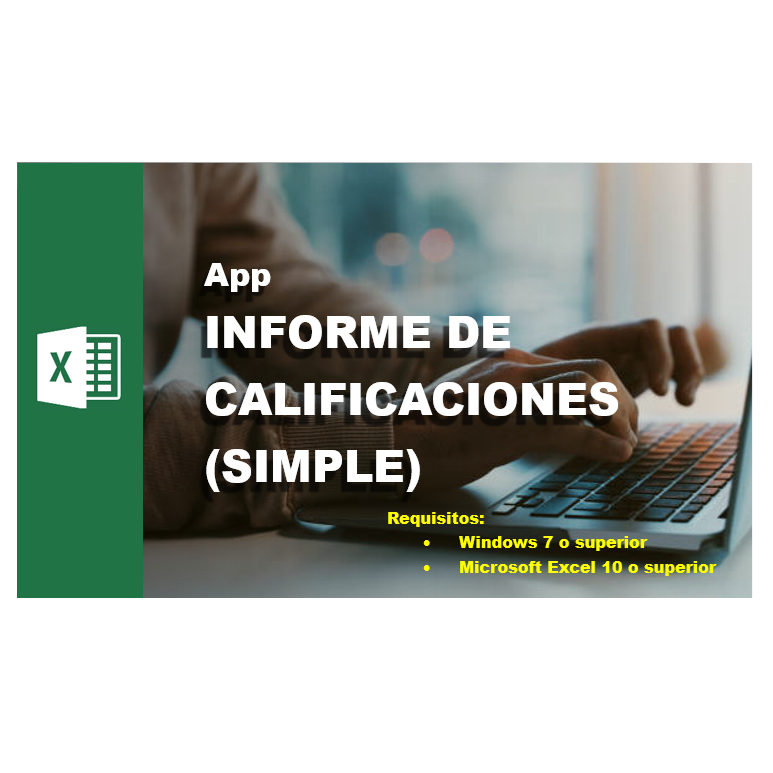 X
App
INFORME DE
CALIFICACIONES
(SIMPLE)
Requisitos:
• Windows 7 o superior
• Microsoft Excel 10 o superior